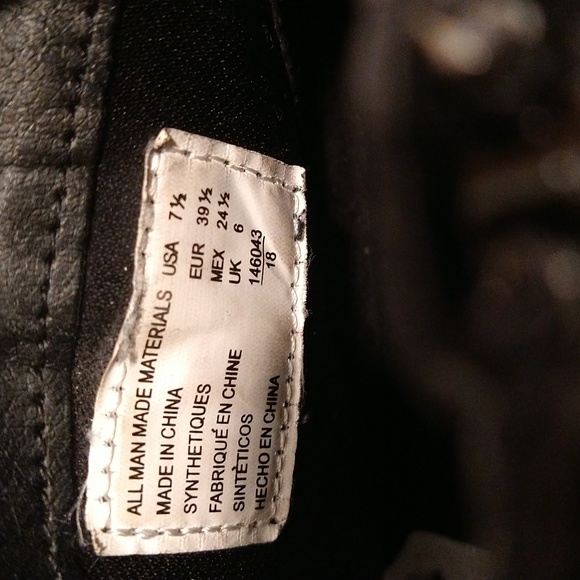 ALL MAN MADE MATERIALS USA 7½
MADE IN CHINA EUR 39½
SYNTHETIQUES MEX 24½
FABRIQUÉ EN CHINE UK 6
SINTÈTICOS 146043
HECHO EN CHINA 18